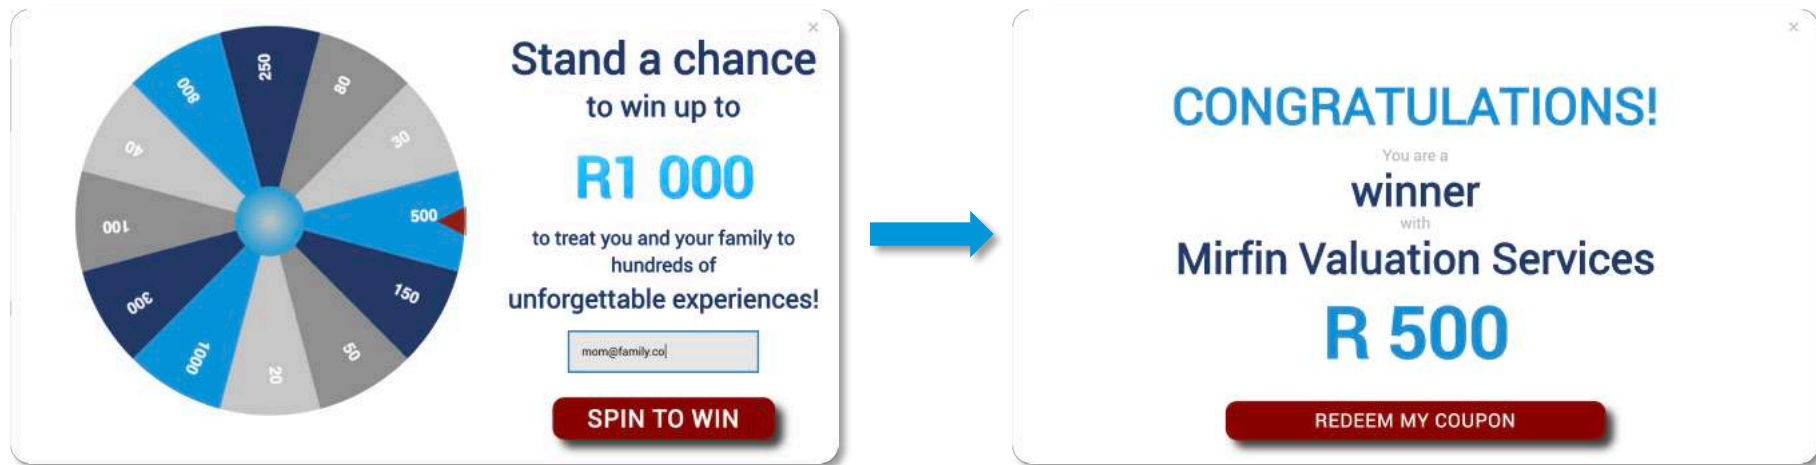 250
80
30
500
150
50
20
1000
300
100
40
800
×
Stand a chance
to win up to
R1 000
to treat you and your family to
hundreds of
unforgettable experiences!
mom@family.co
SPIN TO WIN
×
CONGRATULATIONS!
You are a
winner
with
Mirfin Valuation Services
R 500
REDEEM MY COUPON